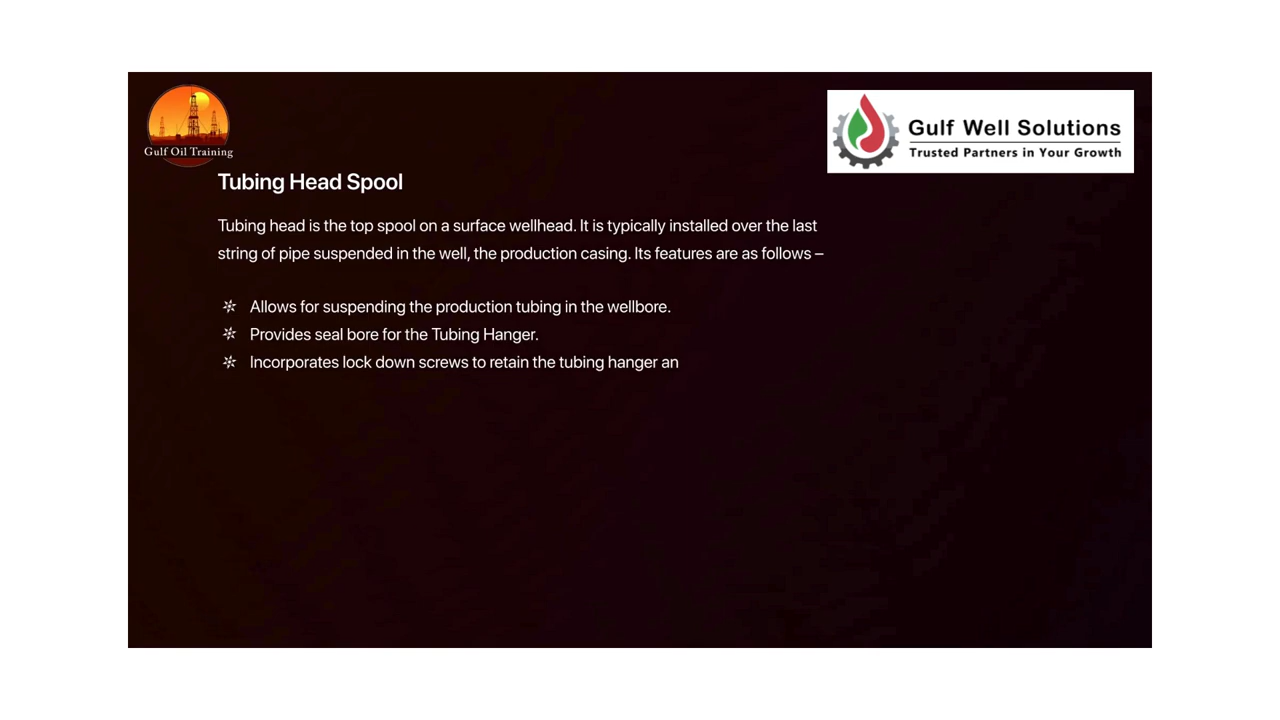 Gulf Oil Training
Gulf Well Solutions
Trusted Partners in Your Growth
Tubing Head Spool
Tubing head is the top spool on a surface wellhead. It is typically installed over the last
string of pipe suspended in the well, the production casing. Its features are as follows –
Allows for suspending the production tubing in the wellbore.
Provides seal bore for the Tubing Hanger.
Incorporates lock down screws to retain the tubing hanger an